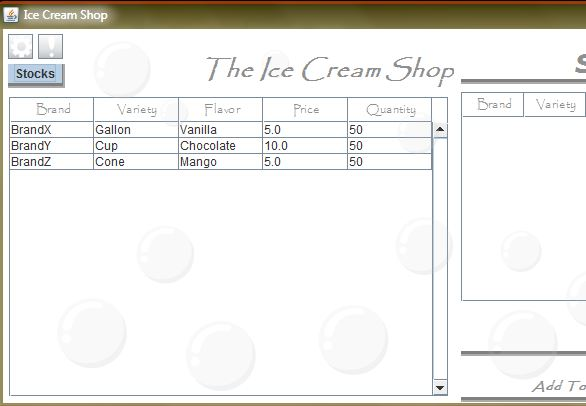 Ice Cream Shop
Stocks
The Ice Cream Shop
Brand Variety Flavor Price Quantity
BrandX Gallon Vanilla 5.0 50
BrandY Cup Chocolate 10.0 50
BrandZ Cone Mango 5.0 50
Brand Variety
Add To